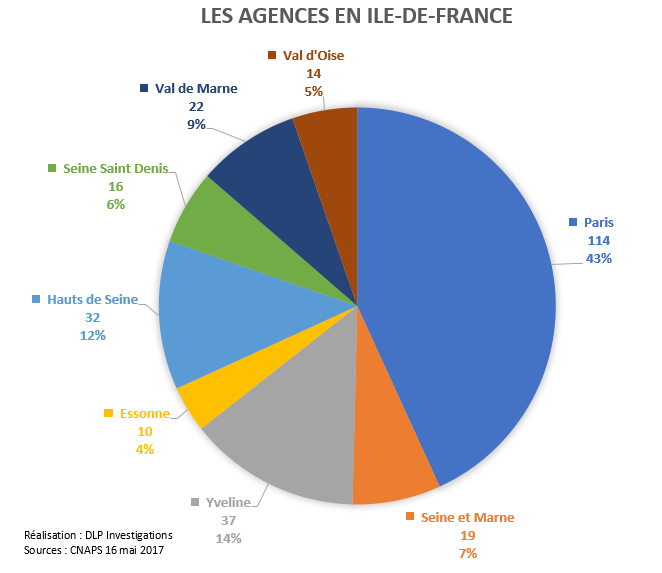 LES AGENCES EN ILE-DE-FRANCE
Val d'Oise
14
5%
Val de Marne
22
9%
Seine Saint Denis
16
6%
Paris
114
43%
Hauts de Seine
32
12%
Essonne
10
4%
Yveline
37
14%
Seine et Marne
19
7%
Réalisation : DLP Investigations
Sources : CNAPS 16 mai 2017